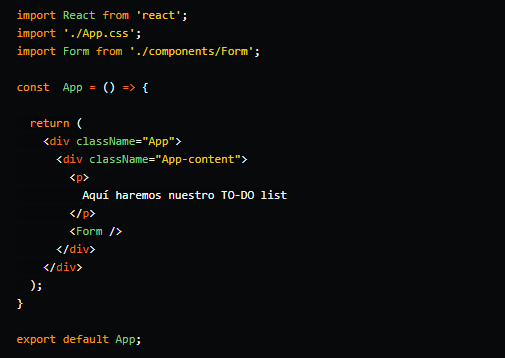 import React from 'react';
import './App.css';
import Form from './components/Form';

const  App = () => {

  return (
    <div className="App">
      <div className="App-content">
        <p>
          Aquí haremos nuestro TO-DO list
        </p>
        <Form />
      </div>
    </div>
  );
}

export default App;